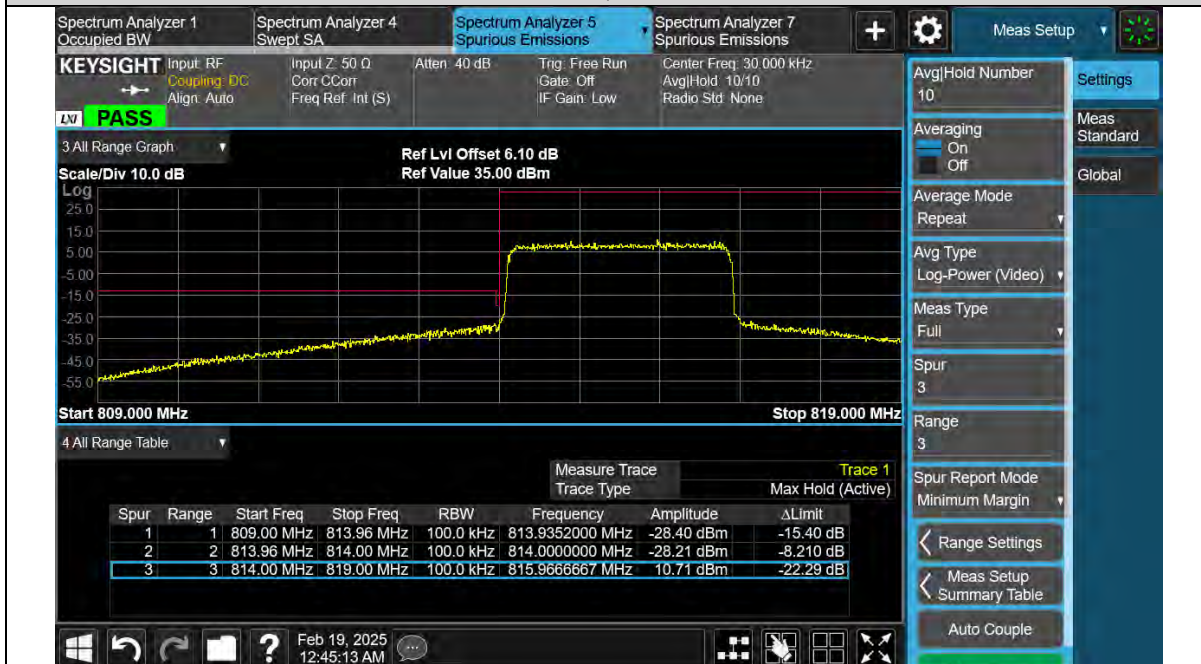 Spectrum Analyzer 1
Occupied BW
Spectrum Analyzer 4
Swept SA
Spectrum Analyzer 5
Spurious Emissions
Spectrum Analyzer 7
Spurious Emissions
+
Meas Setup
KEYSIGHT
Input: RF
Coupling: DC
Align: Auto
Input Z: 50 Ω
Corr CCorr
Freq Ref: Int (S)
Atten: 40 dB
Trig: Free Run
Gate: Off
IF Gain: Low
Center Freq: 30.000 kHz
Avg|Hold: 10/10
Radio Std: None
LXI
PASS
3 All Range Graph
Scale/Div 10.0 dB
Ref Lvl Offset 6.10 dB
Ref Value 35.00 dBm
Log
25.0
15.0
5.00
-5.00
-15.0
-25.0
-35.0
-45.0
-55.0
Start 809.000 MHz
Stop 819.000 MHz
4 All Range Table
Measure Trace Trace 1
Trace Type Max Hold (Active)
Spur Range Start Freq Stop Freq RBW Frequency Amplitude ΔLimit
1 1 809.00 MHz 813.96 MHz 100.0 kHz 813.9352000 MHz -28.40 dBm -15.40 dB
2 2 813.96 MHz 814.00 MHz 100.0 kHz 814.0000000 MHz -28.21 dBm -8.210 dB
3 3 814.00 MHz 819.00 MHz 100.0 kHz 815.9666667 MHz 10.71 dBm -22.29 dB
Avg|Hold Number
10
Averaging
On
Off
Average Mode
Repeat
Avg Type
Log-Power (Video)
Meas Type
Full
Spur
3
Range
3
Spur Report Mode
Minimum Margin
Range Settings
Meas Setup
Summary Table
Auto Couple
Settings
Meas
Standard
Global
?
Feb 19, 2025
12:45:13 AM